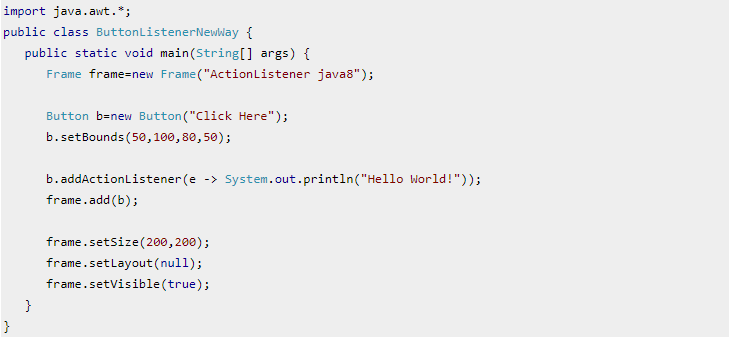 import java.awt.*;
public class ButtonListenerNewWay {
   public static void main(String[] args) {
      Frame frame=new Frame("ActionListener java8");

      Button b=new Button("Click Here");
      b.setBounds(50,100,80,50);

      b.addActionListener(e -> System.out.println("Hello World!"));
      frame.add(b);

      frame.setSize(200,200);
      frame.setLayout(null);
      frame.setVisible(true);
   }
}